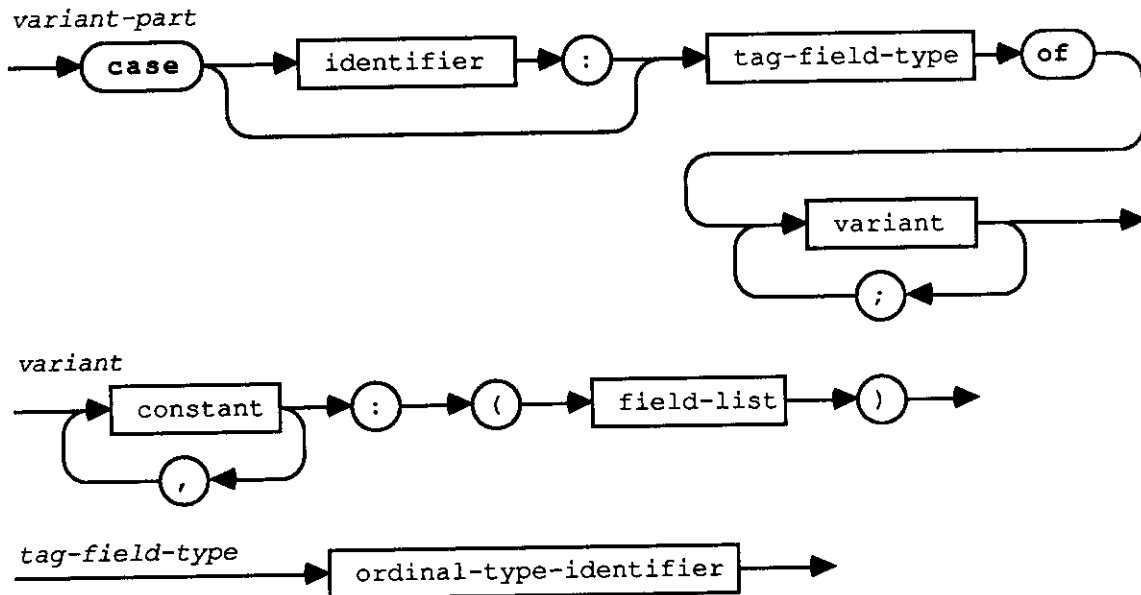 variant-part
case identifier : tag-field-type of
variant
;
variant
constant : ( field-list )
,
tag-field-type
ordinal-type-identifier